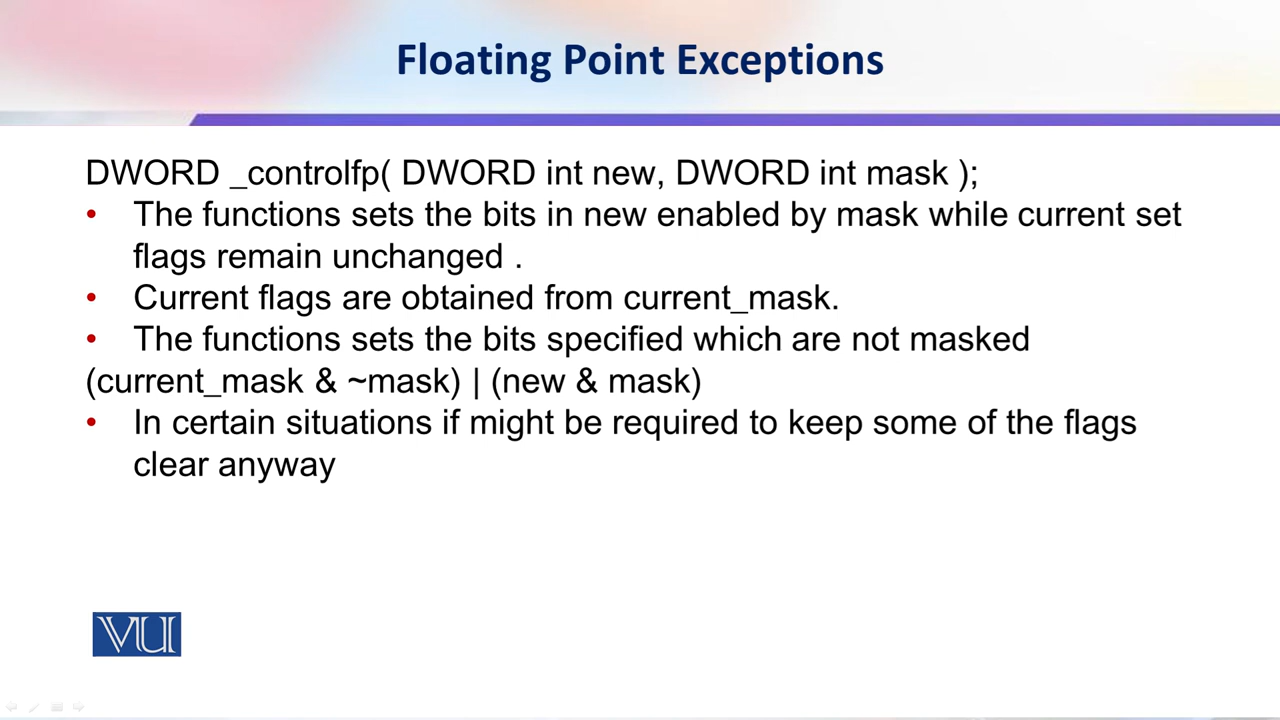 Floating Point Exceptions
DWORD _controlfp( DWORD int new, DWORD int mask );
• The functions sets the bits in new enabled by mask while current set
flags remain unchanged .
• Current flags are obtained from current_mask.
• The functions sets the bits specified which are not masked
(current_mask & ~mask) | (new & mask)
• In certain situations if might be required to keep some of the flags
clear anyway
VU